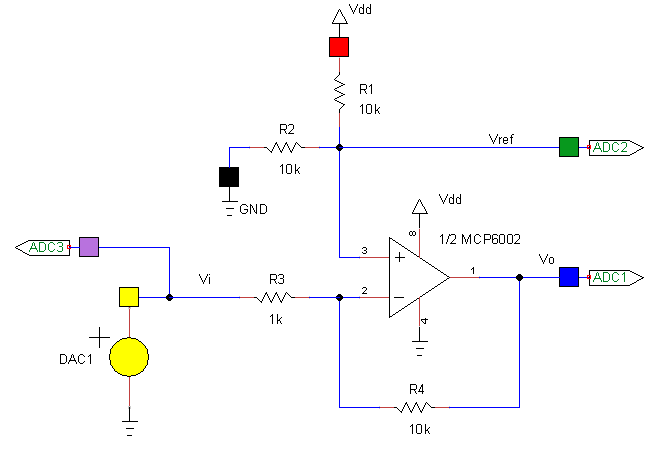 Vdd
R1
10k
R2
10k
Vref
ADC2
GND
Vdd
8
1/2 MCP6002
3
+
ADC3
Vi
R3
1k
2
−
1
Vo
ADC1
4
+
DAC1
R4
10k